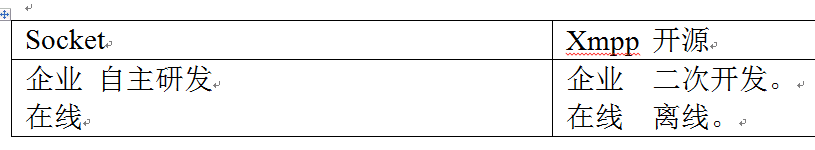 Socket
Xmpp 开源
企业 自主研发
在线
企业 二次开发。
在线 离线。